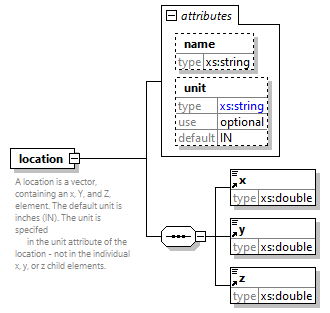 attributes
name
type xs:string
unit
type xs:string
use optional
default IN
location
A location is a vector,
containing an x, Y, and Z,
element. The default unit is
inches (IN). The unit is
specifed
in the unit attribute of the
location - not in the individual
x, y, or z child elements.
x
type xs:double
y
type xs:double
z
type xs:double